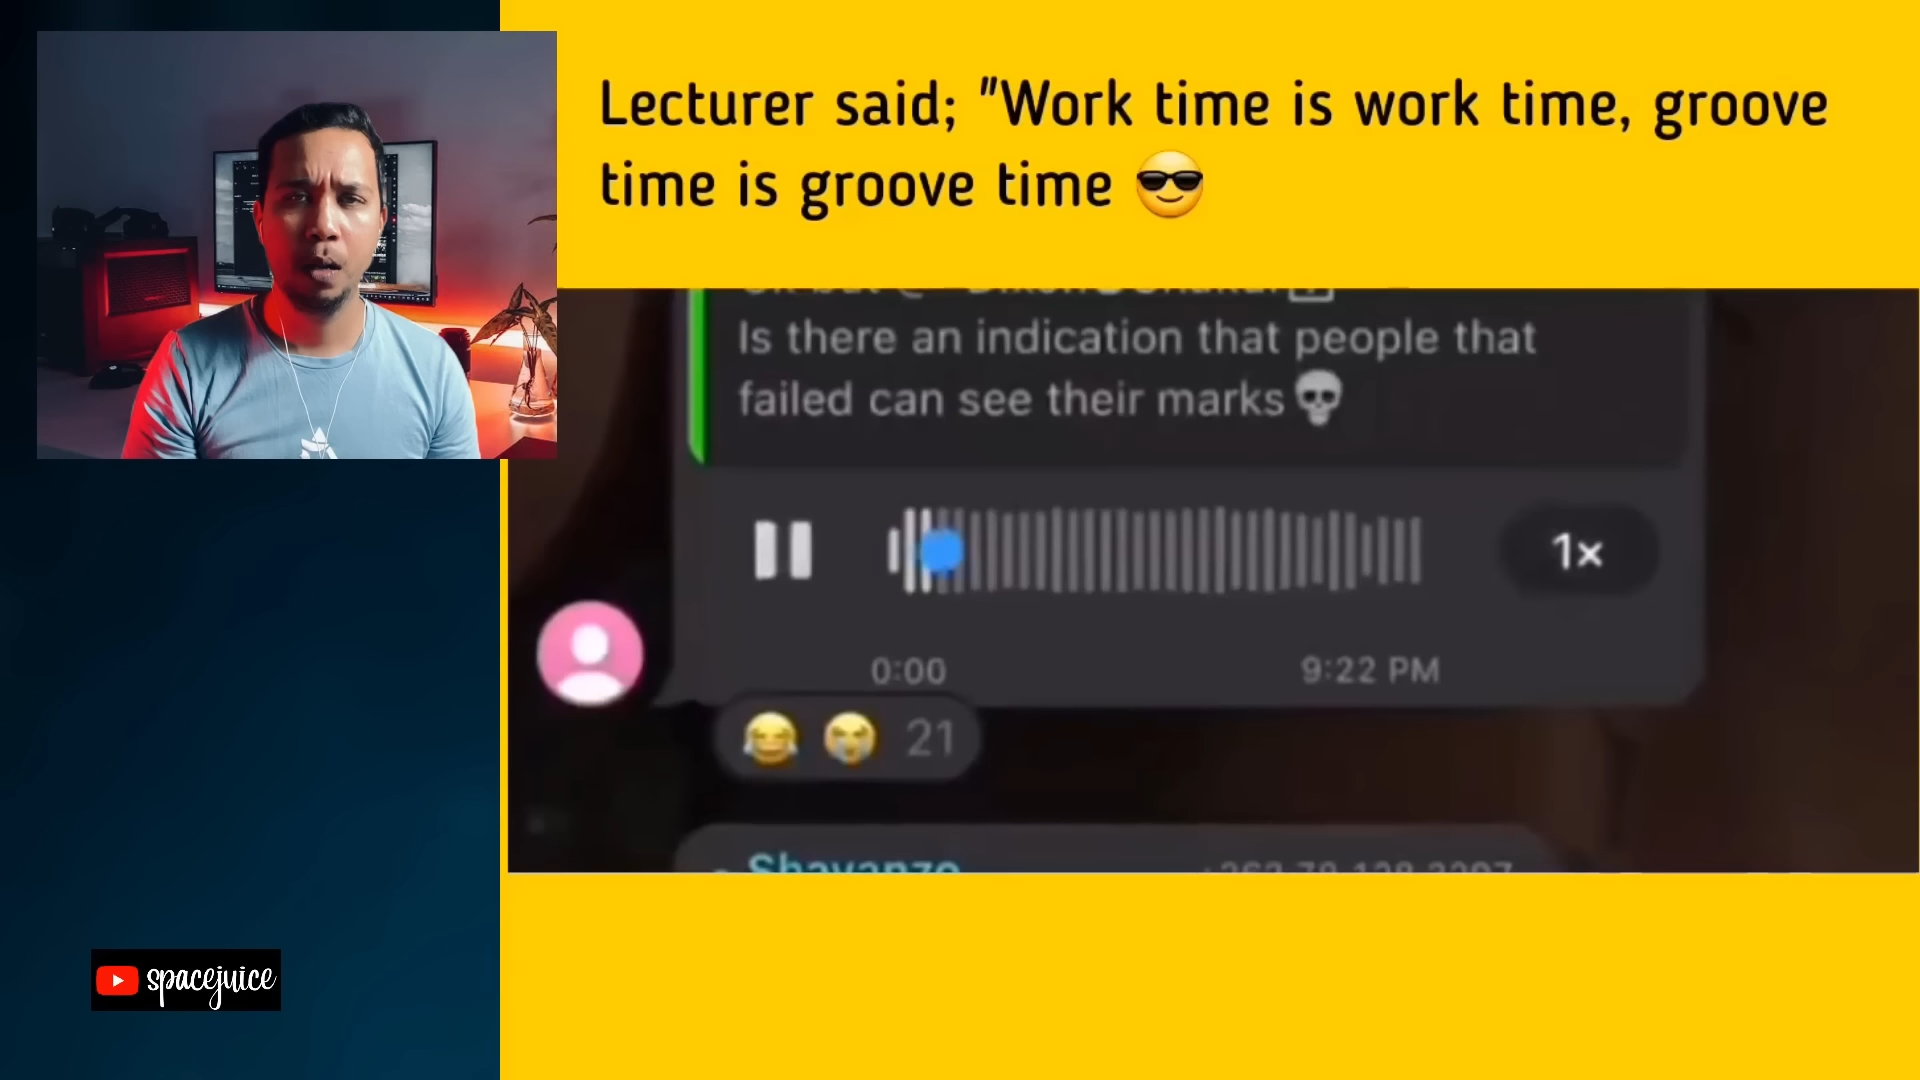 Lecturer said; "Work time is work time, groove
time is groove time 😎
Is there an indication that people that
failed can see their marks💀
1x
0:00
9:22 PM
😂 😭 21
Shavanze
spacejuice